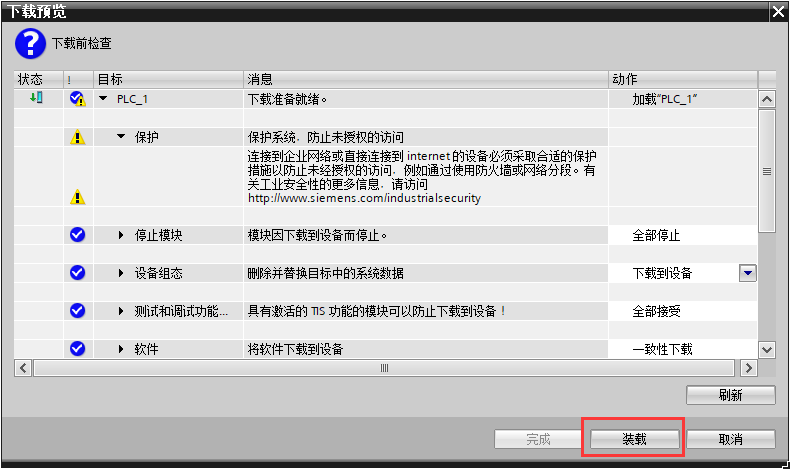 下载预览
下载前检查
状态 ! 目标 消息 动作
PLC_1 下载准备就绪。 加载"PLC_1"
保护 保护系统，防止未授权的访问
连接到企业网络或直接连接到 internet 的设备必须采取合适的保护
措施以防止未经授权的访问，例如通过使用防火墙或网络分段。有
关工业安全性的更多信息，请访问
http://www.siemens.com/industrialsecurity
停止模块 模块因下载到设备而停止。 全部停止
设备组态 删除并替换目标中的系统数据 下载到设备
测试和调试功能... 具有激活的 TIS 功能的模块可以防止下载到设备！ 全部接受
软件 将软件下载到设备 一致性下载
刷新
完成 装载 取消